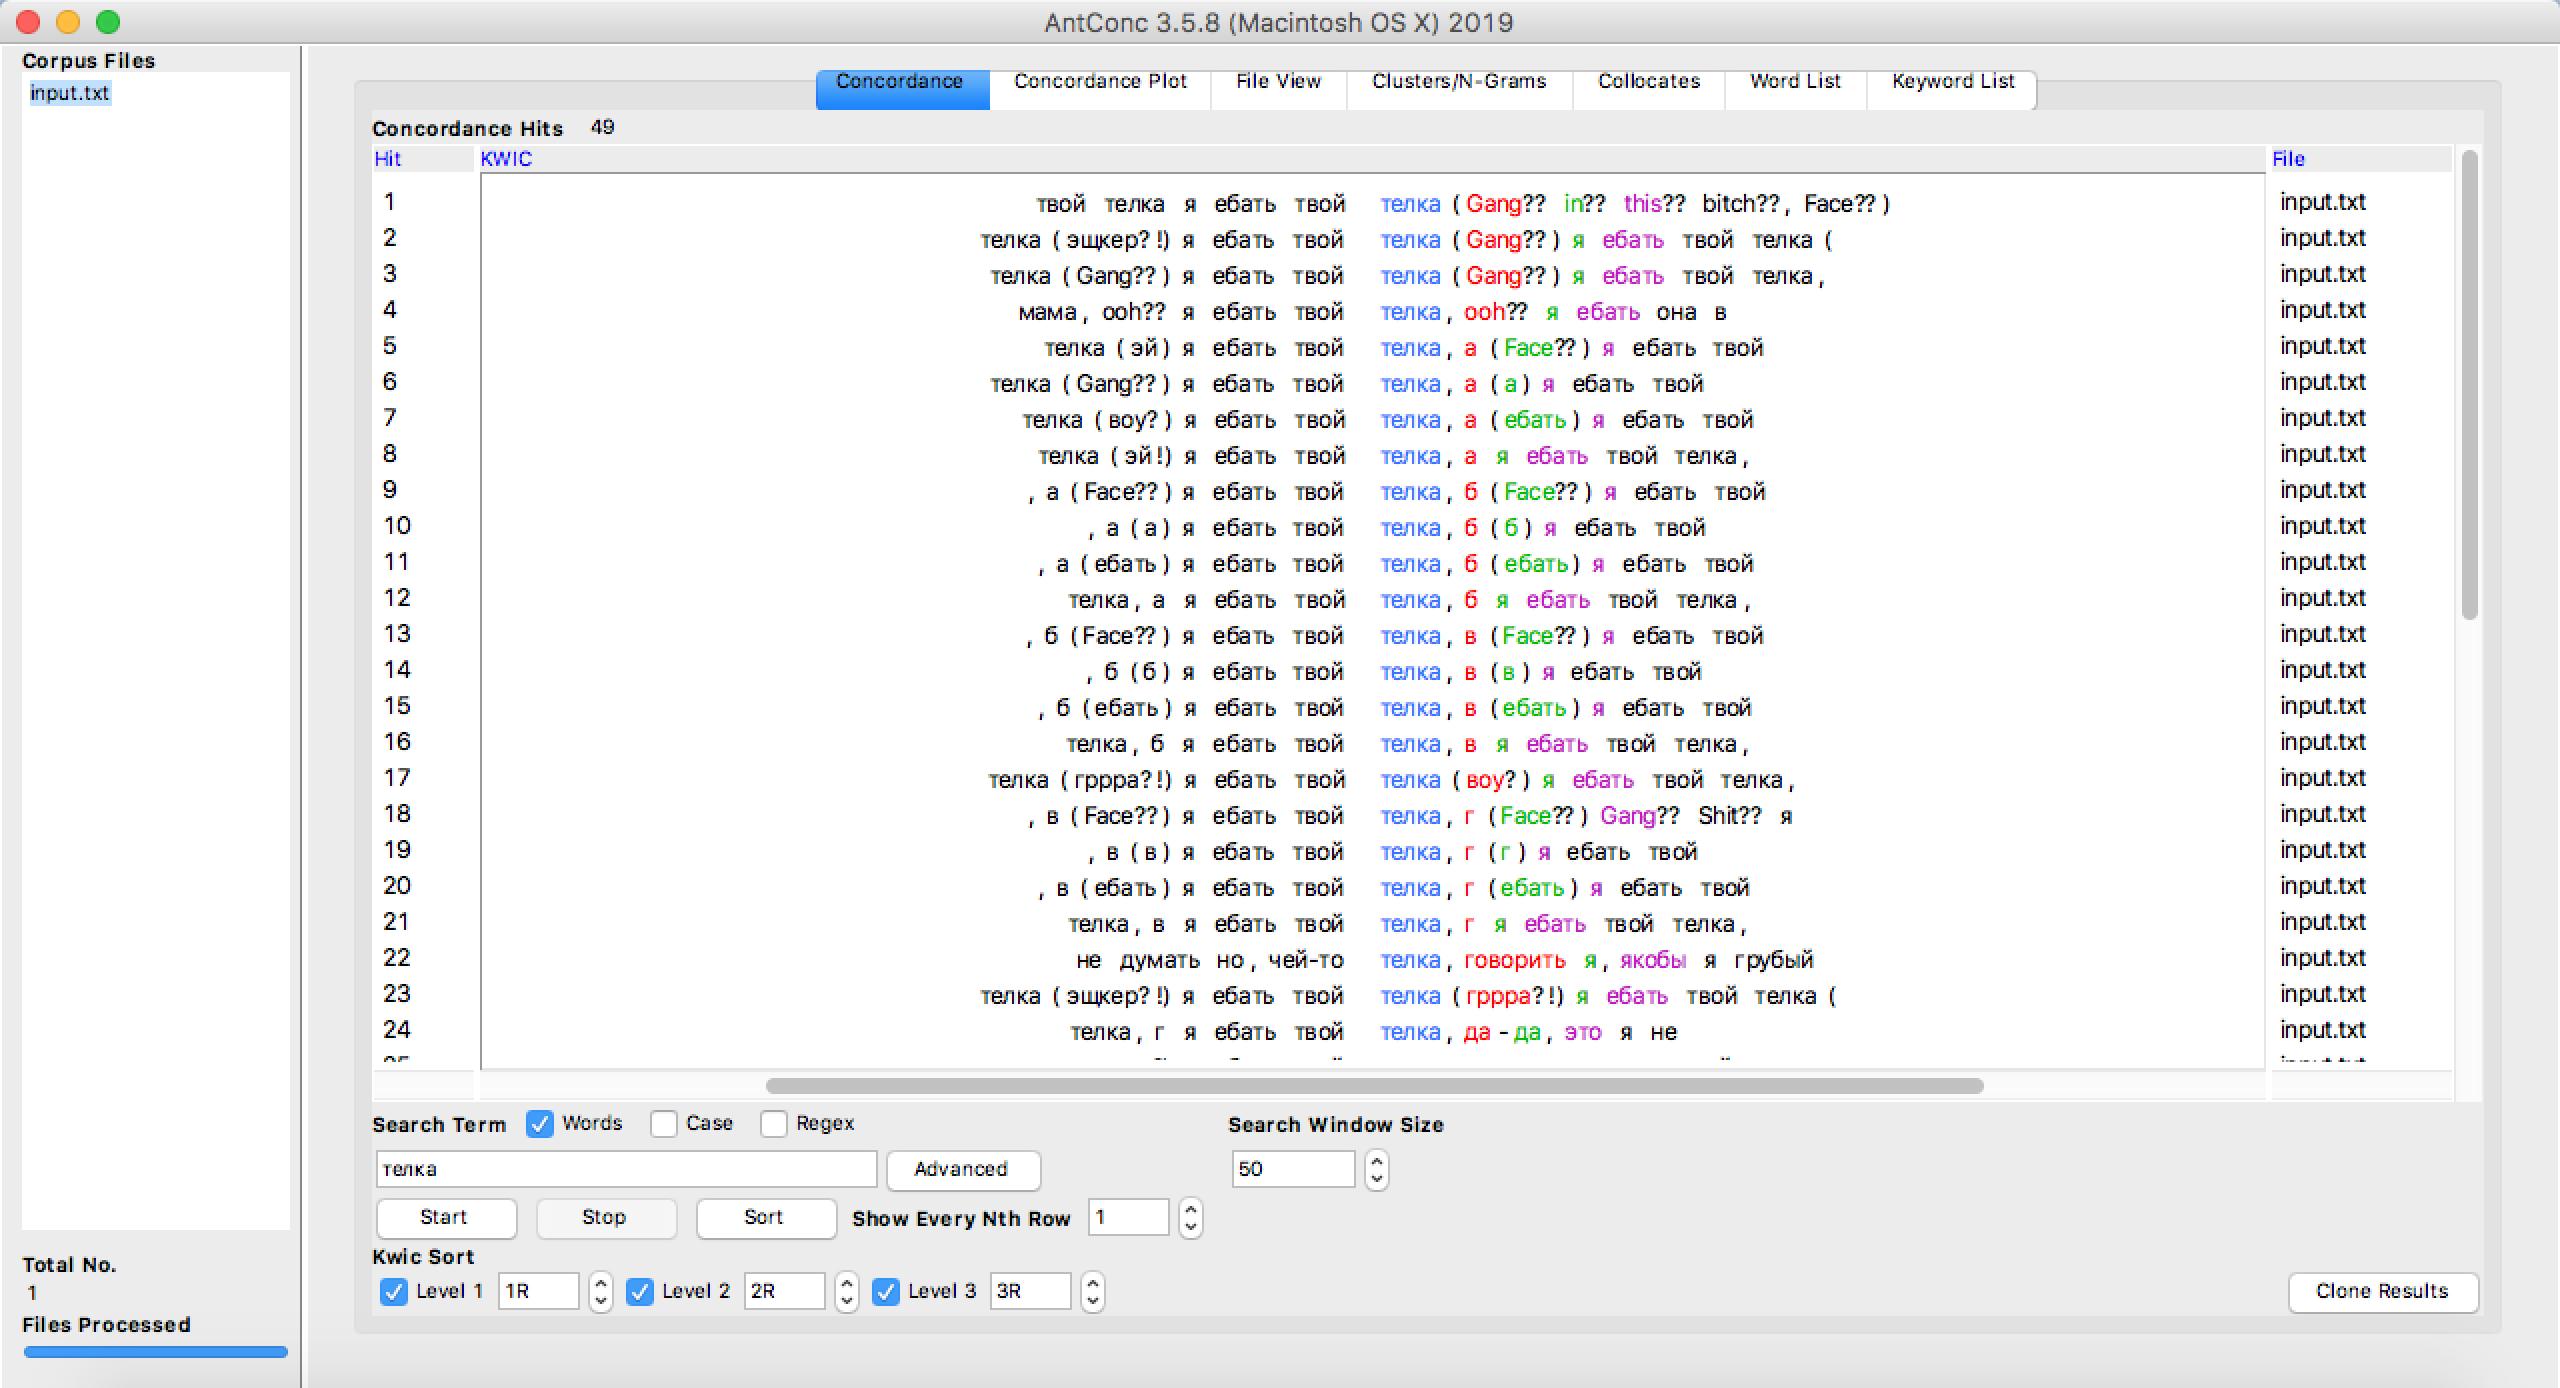 AntConc 3.5.8 (Macintosh OS X) 2019
Corpus Files
input.txt
Concordance Concordance Plot File View Clusters/N-Grams Collocates Word List Keyword List
Concordance Hits 49
Hit KWIC File
1 твой телка я ебать твой телка (Gang?? in?? this?? bitch??, Face??) input.txt
2 телка (эщкер?!) я ебать твой телка (Gang??) я ебать твой телка ( input.txt
3 телка (Gang??) я ебать твой телка (Gang??) я ебать твой телка, input.txt
4 мама, ooh?? я ебать твой телка, ooh?? я ебать она в input.txt
5 телка (эй) я ебать твой телка, а (Face??) я ебать твой input.txt
6 телка (Gang??) я ебать твой телка, а (а) я ебать твой input.txt
7 телка (воу?) я ебать твой телка, а (ебать) я ебать твой input.txt
8 телка (эй!) я ебать твой телка, а я ебать твой телка, input.txt
9 , а (Face??) я ебать твой телка, б (Face??) я ебать твой input.txt
10 , а (а) я ебать твой телка, б (б) я ебать твой input.txt
11 , а (ебать) я ебать твой телка, б (ебать) я ебать твой input.txt
12 телка, а я ебать твой телка, б я ебать твой телка, input.txt
13 , б (Face??) я ебать твой телка, в (Face??) я ебать твой input.txt
14 , б (б) я ебать твой телка, в (в) я ебать твой input.txt
15 , б (ебать) я ебать твой телка, в (ебать) я ебать твой input.txt
16 телка, б я ебать твой телка, в я ебать твой телка, input.txt
17 телка (грррa?!) я ебать твой телка (воу?) я ебать твой телка, input.txt
18 , в (Face??) я ебать твой телка, г (Face??) Gang?? Shit?? я input.txt
19 , в (в) я ебать твой телка, г (г) я ебать твой input.txt
20 , в (ебать) я ебать твой телка, г (ебать) я ебать твой input.txt
21 телка, в я ебать твой телка, г я ебать твой телка, input.txt
22 не думать но, чей-то телка, говорить я, якобы я грубый input.txt
23 телка (эщкер?!) я ебать твой телка (грррa?!) я ебать твой телка ( input.txt
24 телка, г я ебать твой телка, да-да, это я не input.txt
Search Term Words Case Regex Search Window Size
телка Advanced 50
Start Stop Sort Show Every Nth Row 1
Kwic Sort
Level 1 1R Level 2 2R Level 3 3R Clone Results
Total No.
1
Files Processed